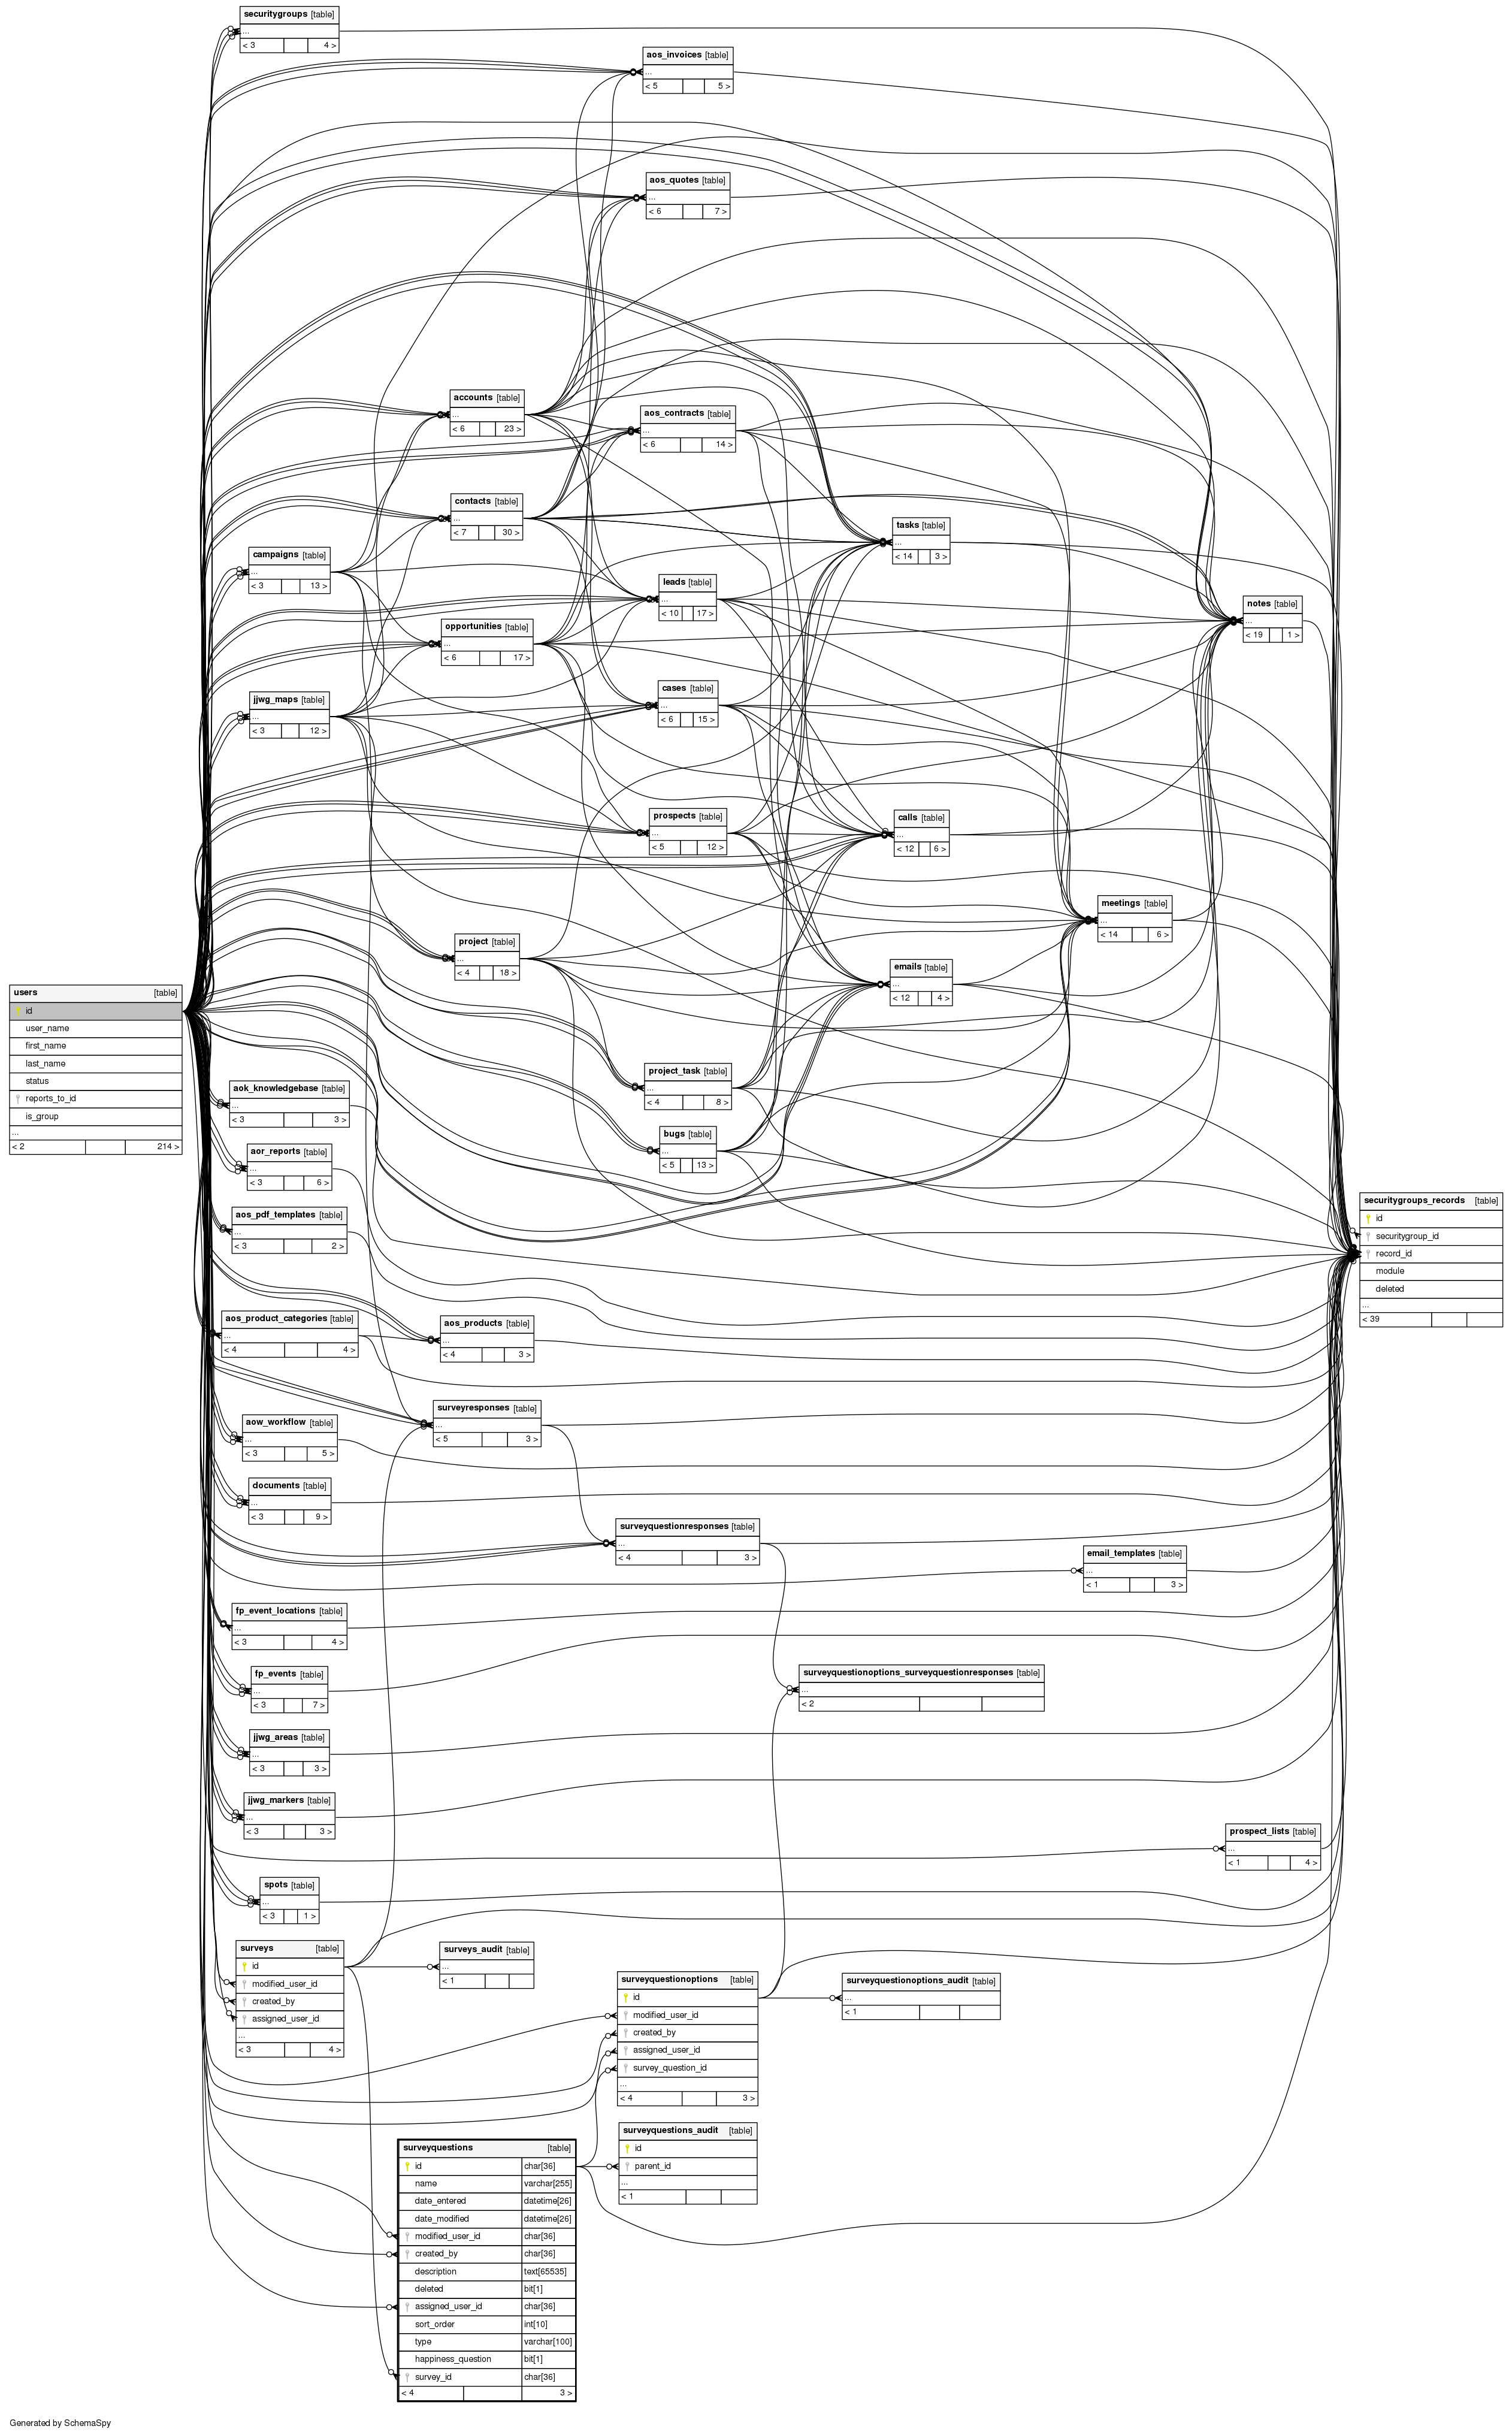 securitygroups [table]
...
< 3 4 >
aos_invoices [table]
...
< 5 5 >
aos_quotes [table]
...
< 6 7 >
accounts [table]
...
< 6 23 >
aos_contracts [table]
...
< 6 14 >
contacts [table]
...
< 7 30 >
tasks [table]
...
< 14 3 >
campaigns [table]
...
< 3 13 >
leads [table]
...
< 10 17 >
notes [table]
...
< 19 1 >
opportunities [table]
...
< 6 17 >
cases [table]
...
< 6 15 >
jjwg_maps [table]
...
< 3 12 >
prospects [table]
...
< 5 12 >
calls [table]
...
< 12 6 >
meetings [table]
...
< 14 6 >
project [table]
...
< 4 18 >
emails [table]
...
< 12 4 >
users [table]
id
user_name
first_name
last_name
status
reports_to_id
is_group
...
< 2 214 >
project_task [table]
...
< 4 8 >
aok_knowledgebase [table]
...
< 3 3 >
bugs [table]
...
< 5 13 >
aor_reports [table]
...
< 3 6 >
securitygroups_records [table]
id
securitygroup_id
record_id
module
deleted
...
< 39
aos_pdf_templates [table]
...
< 3 2 >
aos_product_categories [table]
...
< 4 4 >
aos_products [table]
...
< 4 3 >
surveyresponses [table]
...
< 5 3 >
aow_workflow [table]
...
< 3 5 >
documents [table]
...
< 3 9 >
surveyquestionresponses [table]
...
< 4 3 >
email_templates [table]
...
< 1 3 >
fp_event_locations [table]
...
< 3 4 >
surveyquestionoptions_surveyquestionresponses [table]
...
< 2
fp_events [table]
...
< 3 7 >
jjwg_areas [table]
...
< 3 3 >
jjwg_markers [table]
...
< 3 3 >
prospect_lists [table]
...
< 1 4 >
spots [table]
...
< 3 1 >
surveys [table]
id
modified_user_id
created_by
assigned_user_id
...
< 3 4 >
surveys_audit [table]
...
< 1
surveyquestionoptions [table]
id
modified_user_id
created_by
assigned_user_id
survey_question_id
...
< 4 3 >
surveyquestionoptions_audit [table]
...
< 1
surveyquestions_audit [table]
id
parent_id
...
< 1
surveyquestions [table]
id char[36]
name varchar[255]
date_entered datetime[26]
date_modified datetime[26]
modified_user_id char[36]
created_by char[36]
description text[65535]
deleted bit[1]
assigned_user_id char[36]
sort_order int[10]
type varchar[100]
happiness_question bit[1]
survey_id char[36]
< 4 3 >
Generated by SchemaSpy